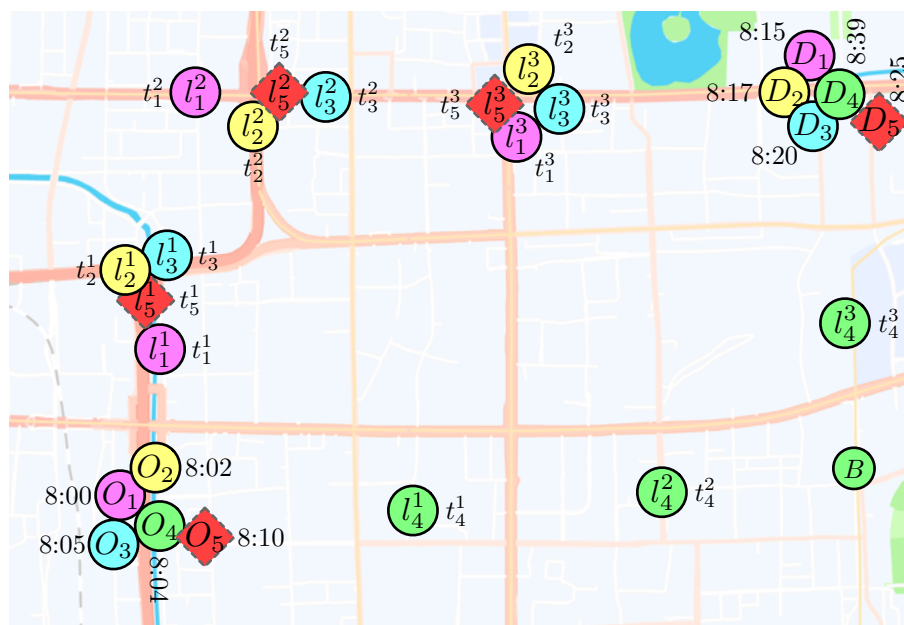 8:15
8:39
t_5^2
t_2^3
l_2^3
D_1
8:25
t_1^2
l_1^2
l_5^2
l_3^2
t_3^2
t_5^3
l_5^3
l_3^3
t_3^3
8:17
D_2
D_4
l_2^2
l_1^3
D_3
D_5
t_2^2
t_1^3
8:20
t_2^1
l_2^1
l_3^1
t_3^1
l_5^1
t_5^1
l_1^1
t_1^1
l_4^3
t_4^3
O_2
8:02
B
8:00
O_1
l_4^2
t_4^2
l_4^1
t_4^1
O_4
8:05
O_3
O_5
8:10
8:04